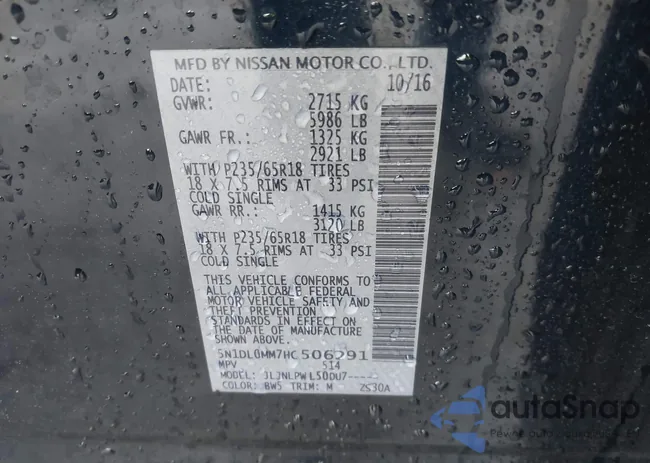 MFD BY NISSAN MOTOR CO., LTD.
DATE: 10/16
GVWR: 2715 KG
5986 LB
GAWR FR.: 1325 KG
2921 LB
WITH P235/65R18 TIRES
18 X 7.5 RIMS AT 33 PSI
COLD SINGLE
GAWR RR.: 1415 KG
3120 LB
WITH P235/65R18 TIRES
18 X 7.5 RIMS AT 33 PSI
COLD SINGLE
THIS VEHICLE CONFORMS TO
ALL APPLICABLE FEDERAL
MOTOR VEHICLE SAFETY AND
THEFT PREVENTION
STANDARDS IN EFFECT ON
THE DATE OF MANUFACTURE
SHOWN ABOVE.
5N1DL0MM7HC506291
MPV 514
MODEL: JLJNLPWL50DU7-----
COLOR: BW5 TRIM: M ZS30A
autoSnap